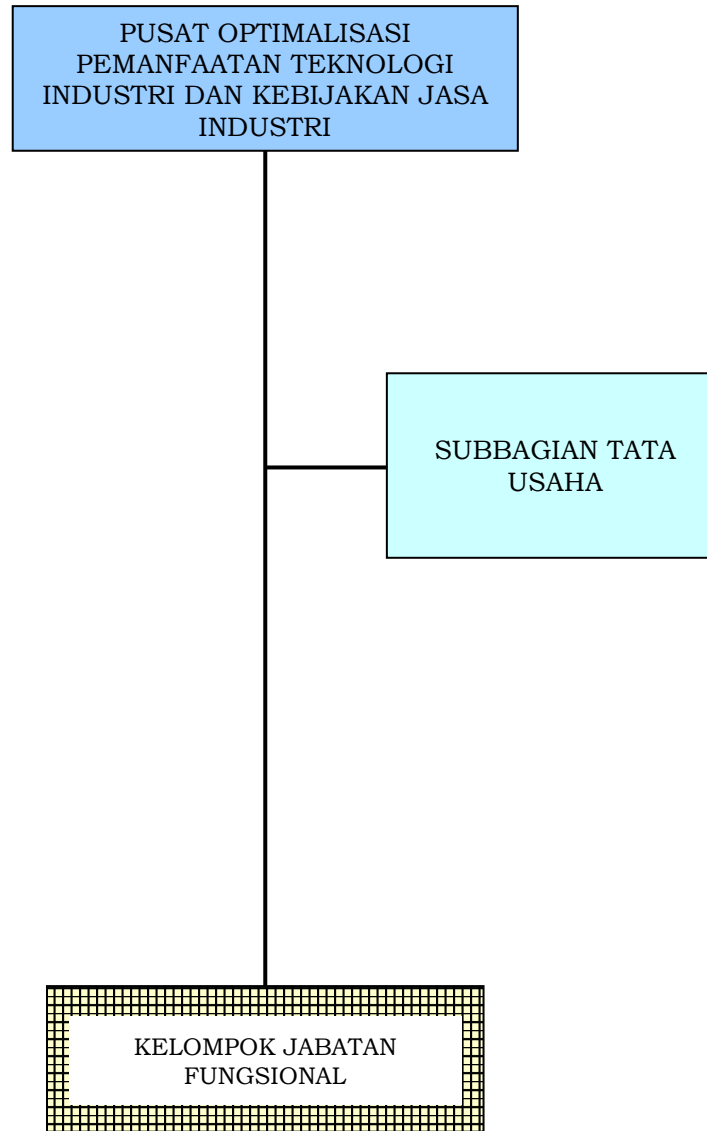 PUSAT OPTIMALISASI
PEMANFAATAN TEKNOLOGI
INDUSTRI DAN KEBIJAKAN JASA
INDUSTRI
SUBBAGIAN TATA
USAHA
KELOMPOK JABATAN
FUNGSIONAL